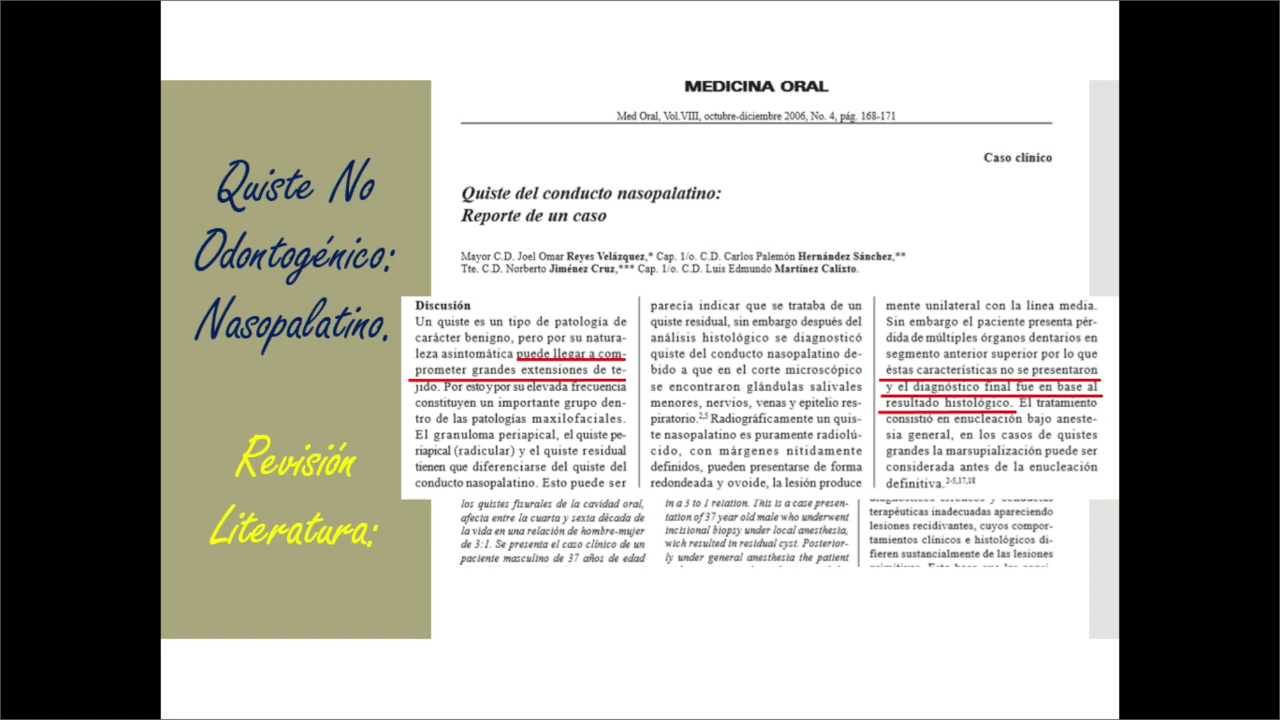 Quiste No
Odontogénico:
Nasopalatino.
Revisión
Literatura:
MEDICINA ORAL
Med Oral, Vol.VIII, octubre-diciembre 2006, No. 4, pág. 168-171
Caso clínico
Quiste del conducto nasopalatino:
Reporte de un caso
Mayor C.D. Joel Omar Reyes Velázquez,* Cap. 1/o. C.D. Carlos Palemón Hernández Sánchez,**
Tte. C.D. Norberto Jiménez Cruz,*** Cap. 1/o. C.D. Luis Edmundo Martínez Calixto.
Discusión
Un quiste es un tipo de patología de
carácter benigno, pero por su natura-
leza asintomática puede llegar a com-
prometer grandes extensiones de te-
jido. Por esto y por su elevada frecuencia
constituyen un importante grupo den-
tro de las patologías maxilofaciales.
El granuloma periapical, el quiste pe-
riapical (radicular) y el quiste residual
tienen que diferenciarse del quiste del
conducto nasopalatino. Esto puede ser
parecía indicar que se trataba de un
quiste residual, sin embargo después del
análisis histológico se diagnosticó
quiste del conducto nasopalatino de-
bido a que en el corte microscópico
se encontraron glándulas salivales
menores, nervios, venas y epitelio res-
piratorio.2,5 Radiográficamente un quis-
te nasopalatino es puramente radiolú-
cido, con márgenes nítidamente
definidos, pueden presentarse de forma
redondeada y ovoide, la lesión produce
mente unilateral con la línea media.
Sin embargo el paciente presenta pér-
dida de múltiples órganos dentarios en
segmento anterior superior por lo que
éstas características no se presentaron
y el diagnóstico final fue en base al
resultado histológico. El tratamiento
consistió en enucleación bajo aneste-
sia general, en los casos de quistes
grandes la marsupialización puede ser
considerada antes de la enucleación
definitiva.2-5,17,18
los quistes fisurales de la cavidad oral,
afecta entre la cuarta y sexta década de
la vida en una relación de hombre-mujer
de 3:1. Se presenta el caso clínico de un
paciente masculino de 37 años de edad
in a 3 to 1 relation. This is a case presen-
tation of 37 year old male who underwent
incisional biopsy under local anesthesia,
wich resulted in residual cyst. Posterior-
ly under general anesthesia the patient
terapéuticas inadecuadas apareciendo
lesiones recidivantes, cuyos compor-
tamientos clínicos e histológicos di-
fieren sustancialmente de las lesiones